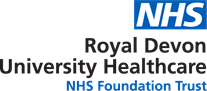 NHS
Royal Devon
University Healthcare
NHS Foundation Trust